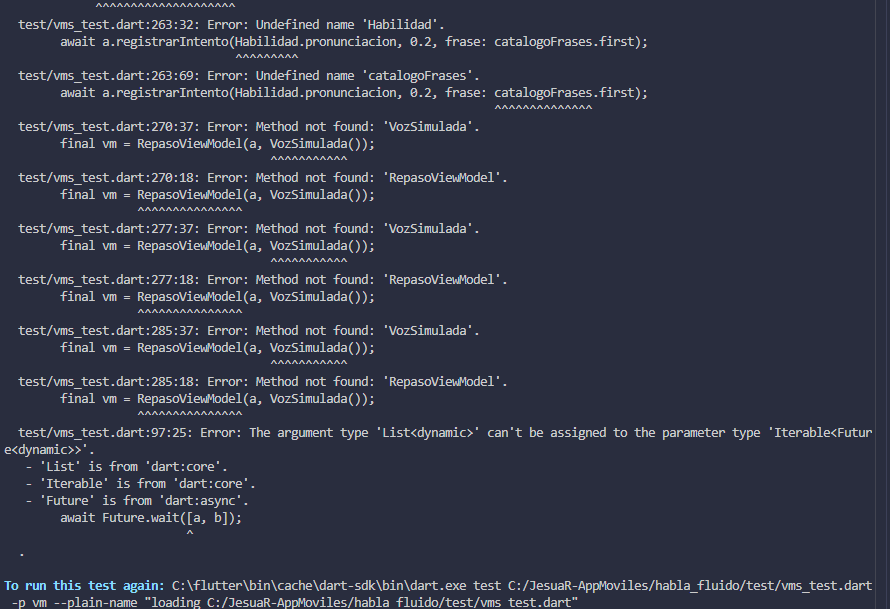 ^^^^^^^^^^^^^^^^^^^^
test/vms_test.dart:263:32: Error: Undefined name 'Habilidad'.
await a.registrarIntento(Habilidad.pronunciacion, 0.2, frase: catalogoFrases.first);
^^^^^^^^^
test/vms_test.dart:263:69: Error: Undefined name 'catalogoFrases'.
await a.registrarIntento(Habilidad.pronunciacion, 0.2, frase: catalogoFrases.first);
^^^^^^^^^^^^^^
test/vms_test.dart:270:37: Error: Method not found: 'VozSimulada'.
final vm = RepasoViewModel(a, VozSimulada());
^^^^^^^^^^^
test/vms_test.dart:270:18: Error: Method not found: 'RepasoViewModel'.
final vm = RepasoViewModel(a, VozSimulada());
^^^^^^^^^^^^^^^
test/vms_test.dart:277:37: Error: Method not found: 'VozSimulada'.
final vm = RepasoViewModel(a, VozSimulada());
^^^^^^^^^^^
test/vms_test.dart:277:18: Error: Method not found: 'RepasoViewModel'.
final vm = RepasoViewModel(a, VozSimulada());
^^^^^^^^^^^^^^^
test/vms_test.dart:285:37: Error: Method not found: 'VozSimulada'.
final vm = RepasoViewModel(a, VozSimulada());
^^^^^^^^^^^
test/vms_test.dart:285:18: Error: Method not found: 'RepasoViewModel'.
final vm = RepasoViewModel(a, VozSimulada());
^^^^^^^^^^^^^^^
test/vms_test.dart:97:25: Error: The argument type 'List<dynamic>' can't be assigned to the parameter type 'Iterable<Futur
e<dynamic>>'.
- 'List' is from 'dart:core'.
- 'Iterable' is from 'dart:core'.
- 'Future' is from 'dart:async'.
await Future.wait([a, b]);
^
.
To run this test again: C:\flutter\bin\cache\dart-sdk\bin\dart.exe test C:/JesuaR-AppMoviles/habla_fluido/test/vms_test.dart
-p vm --plain-name "loading C:/JesuaR-AppMoviles/habla_fluido/test/vms_test.dart"